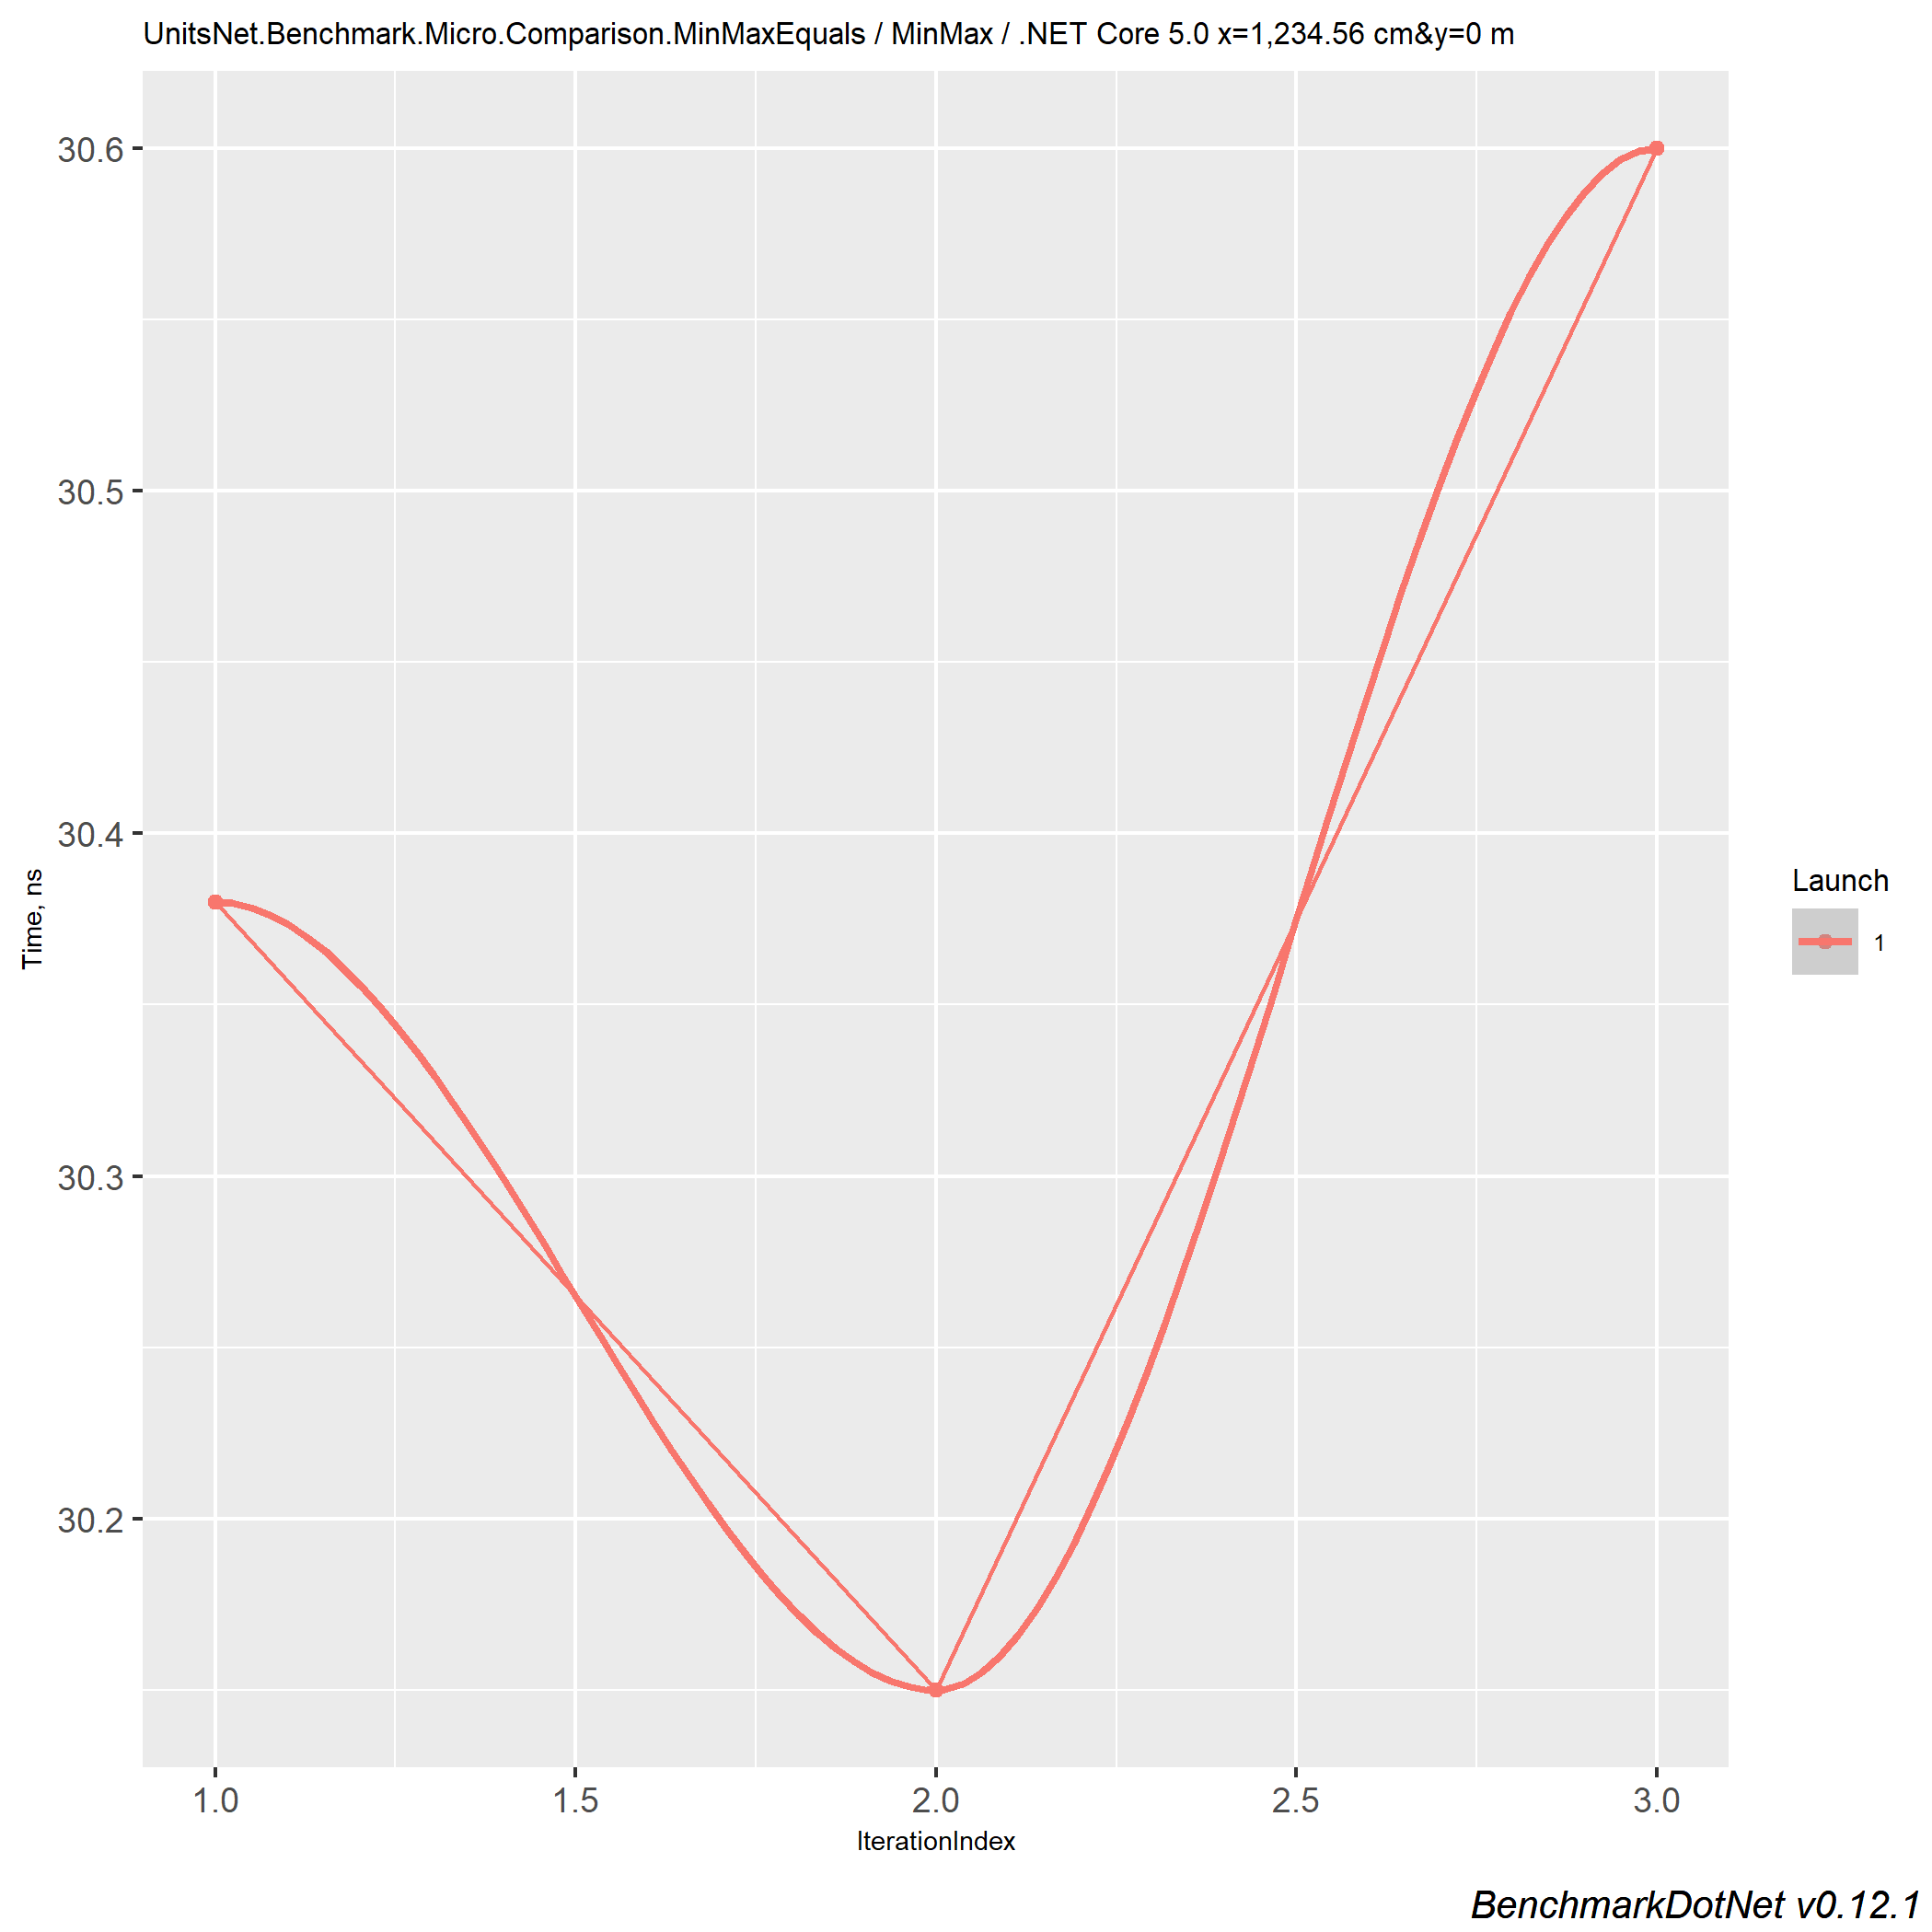 UnitsNet.Benchmark.Micro.Comparison.MinMaxEquals / MinMax / .NET Core 5.0 x=1,234.56 cm&y=0 m
30.6
30.5
30.4
30.3
30.2
Time, ns
1.0 1.5 2.0 2.5 3.0
IterationIndex
Launch
1
BenchmarkDotNet v0.12.1